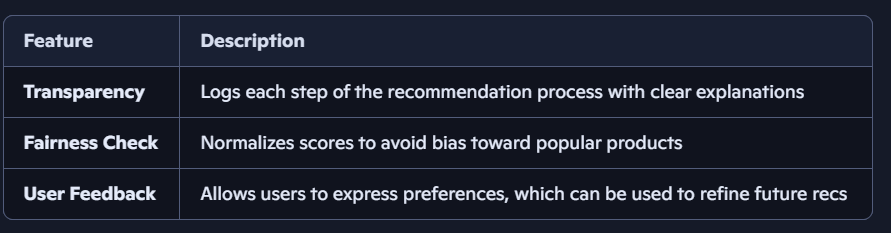 Feature Description
Transparency Logs each step of the recommendation process with clear explanations
Fairness Check Normalizes scores to avoid bias toward popular products
User Feedback Allows users to express preferences, which can be used to refine future recs